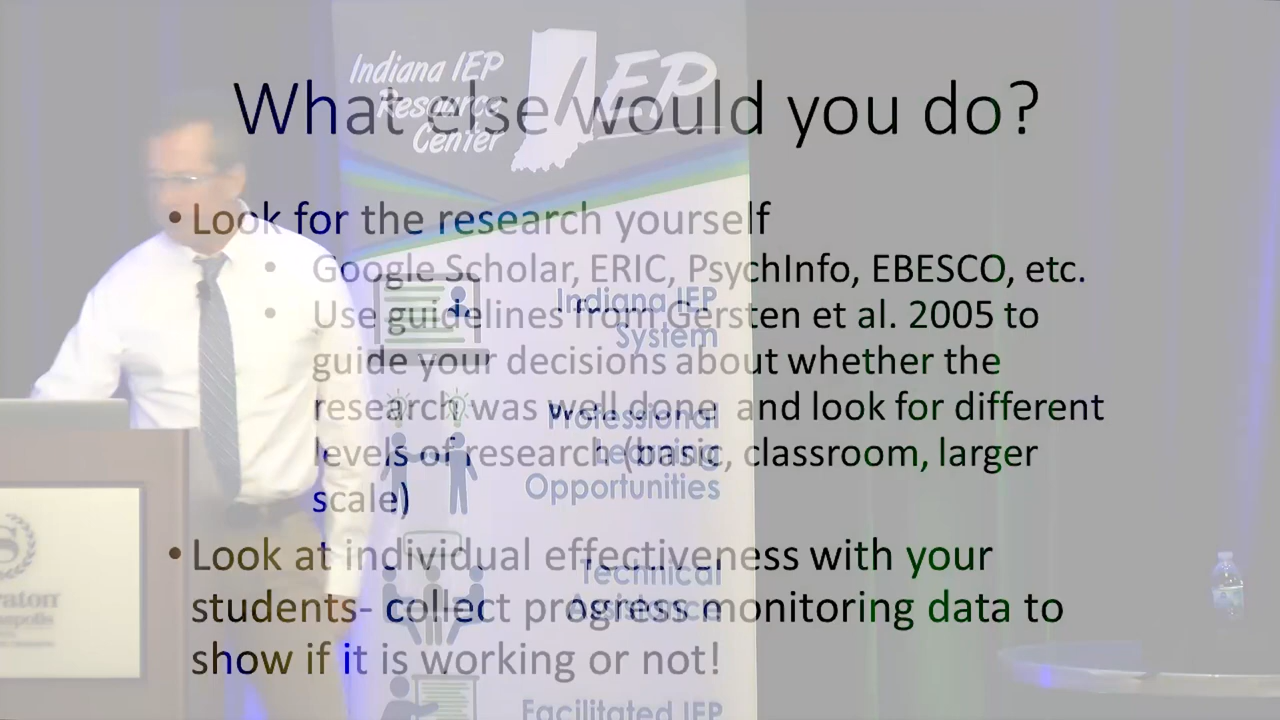 What else would you do?
• Look for the research yourself
• Google Scholar, ERIC, PsychInfo, EBESCO, etc.
• Use guidelines from Gersten et al. 2005 to
guide your decisions about whether the
research was well done and look for different
levels of research (basic, classroom, larger
scale)
• Look at individual effectiveness with your
students- collect progress monitoring data to
show if it is working or not!
Indiana IEP
Resource
Center
IEP
Indiana IEP
System
Professional
Learning
Opportunities
Technical
Assistance
Facilitated IEP
S